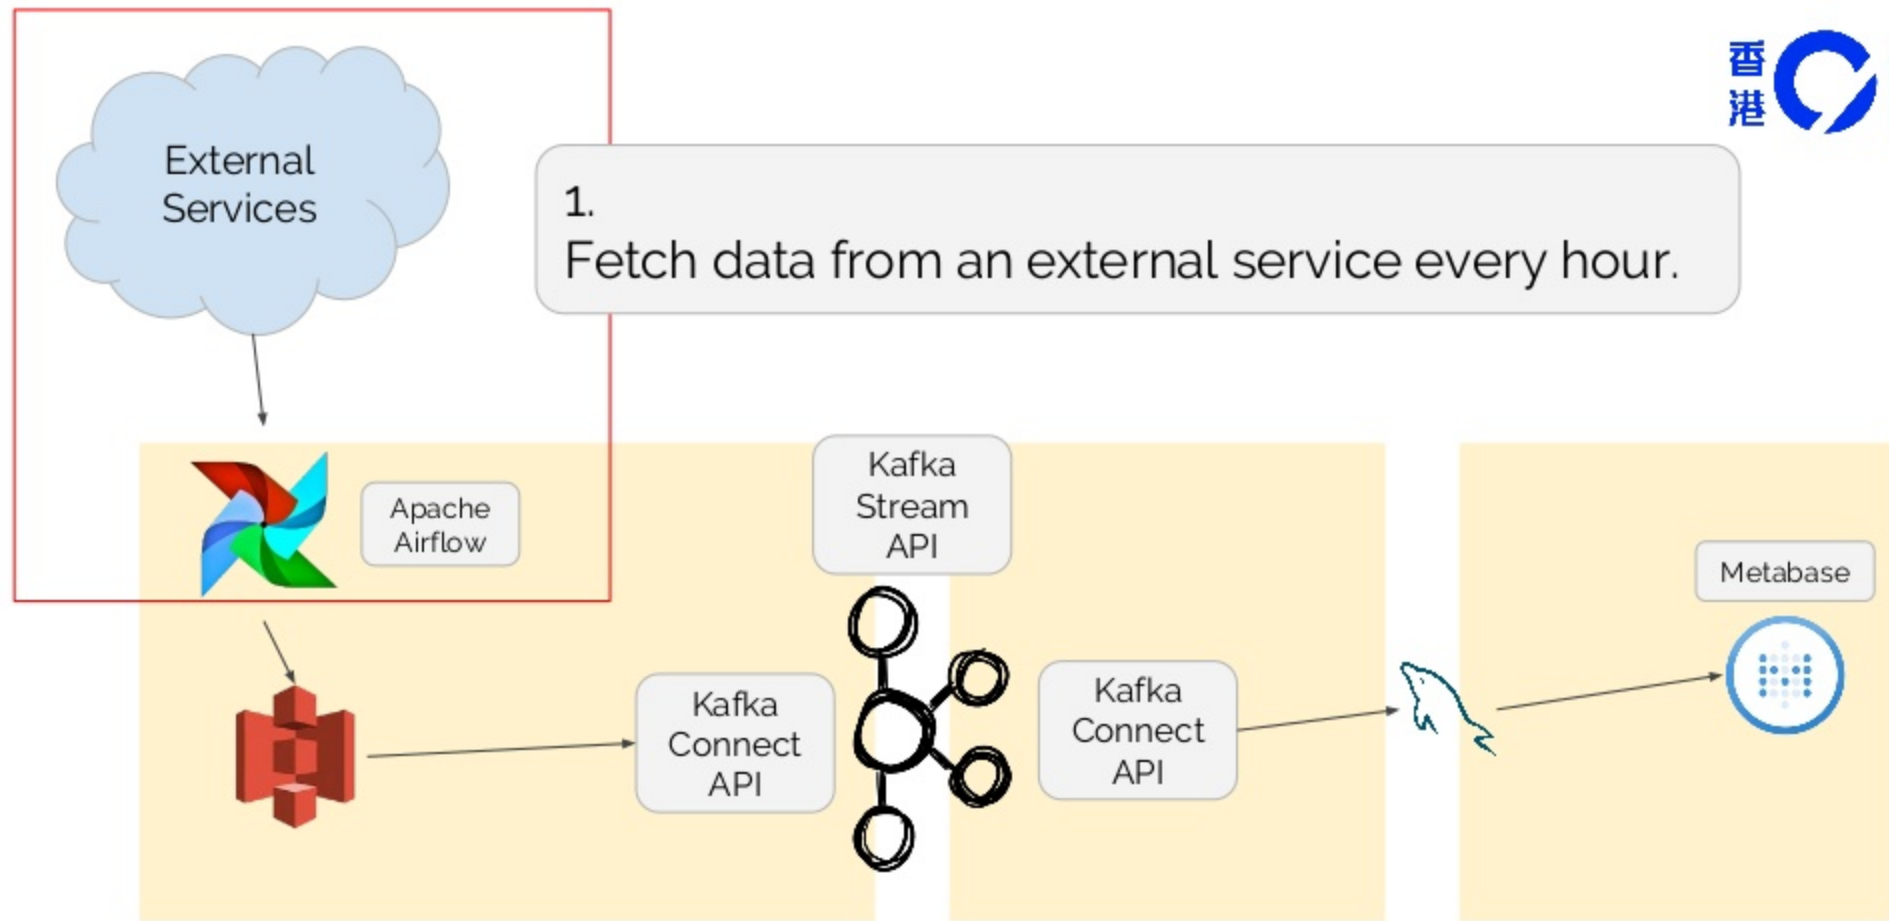 香
港
External
Services
1.
Fetch data from an external service every hour.
Apache
Airflow
Kafka
Stream
API
Metabase
Kafka
Connect
API
Kafka
Connect
API